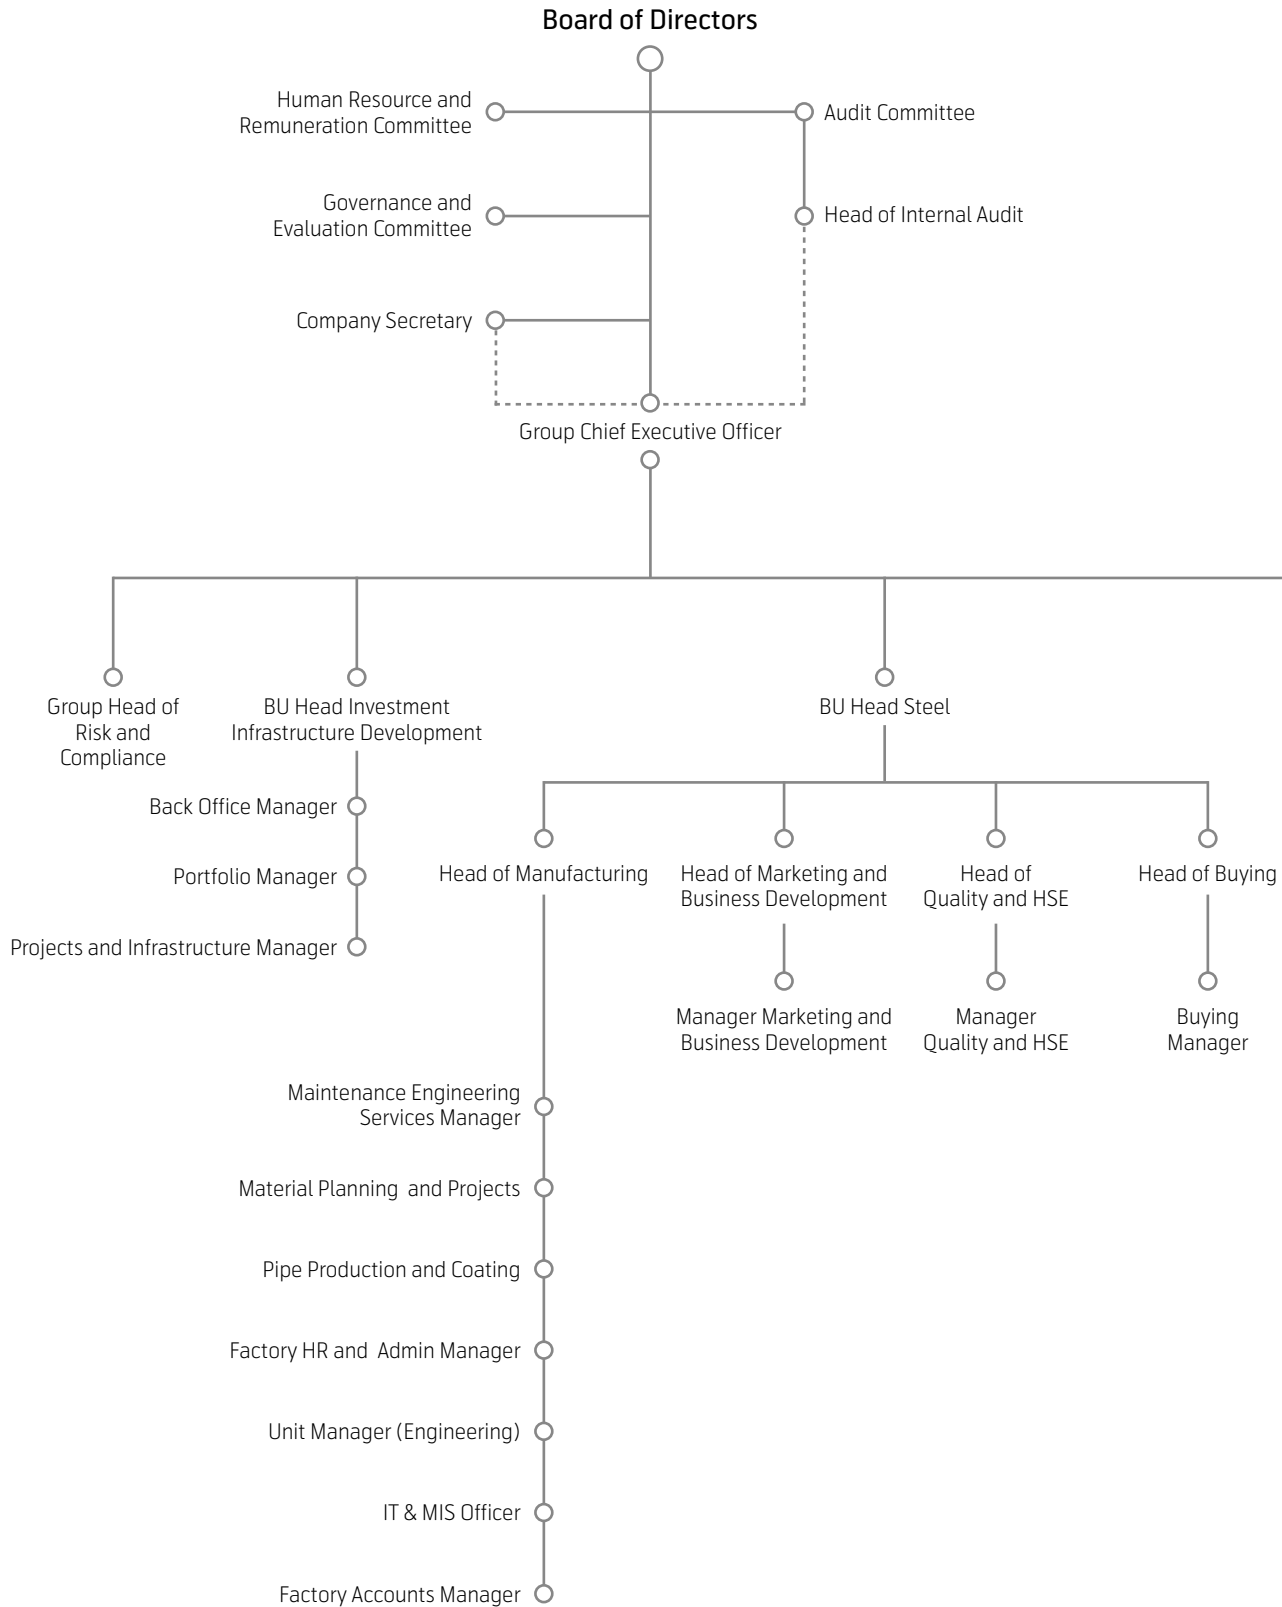 Board of Directors
Human Resource and
Remuneration Committee
Audit Committee
Governance and
Evaluation Committee
Head of Internal Audit
Company Secretary
Group Chief Executive Officer
Group Head of
Risk and
Compliance
BU Head Investment
Infrastructure Development
BU Head Steel
Back Office Manager
Portfolio Manager
Projects and Infrastructure Manager
Head of Manufacturing
Head of Marketing and
Business Development
Head of
Quality and HSE
Head of Buying
Manager Marketing and
Business Development
Manager
Quality and HSE
Buying
Manager
Maintenance Engineering
Services Manager
Material Planning and Projects
Pipe Production and Coating
Factory HR and Admin Manager
Unit Manager (Engineering)
IT & MIS Officer
Factory Accounts Manager